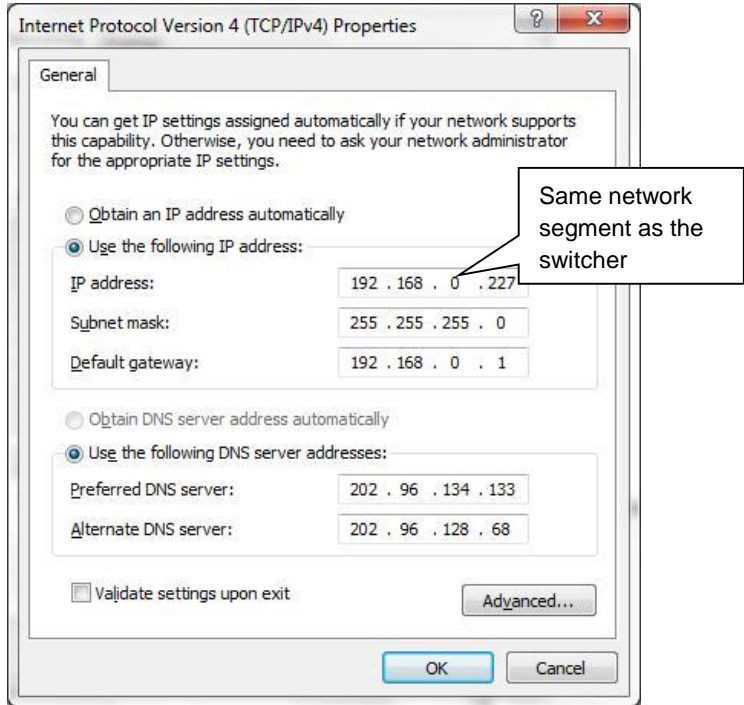 Internet Protocol Version 4 (TCP/IPv4) Properties
General
You can get IP settings assigned automatically if your network supports
this capability. Otherwise, you need to ask your network administrator
for the appropriate IP settings.
Obtain an IP address automatically
Use the following IP address:
IP address: 192 . 168 . 0 . 227
Subnet mask: 255 . 255 . 255 . 0
Default gateway: 192 . 168 . 0 . 1
Same network
segment as the
switcher
Obtain DNS server address automatically
Use the following DNS server addresses:
Preferred DNS server: 202 . 96 . 134 . 133
Alternate DNS server: 202 . 96 . 128 . 68
Validate settings upon exit
Advanced...
OK Cancel